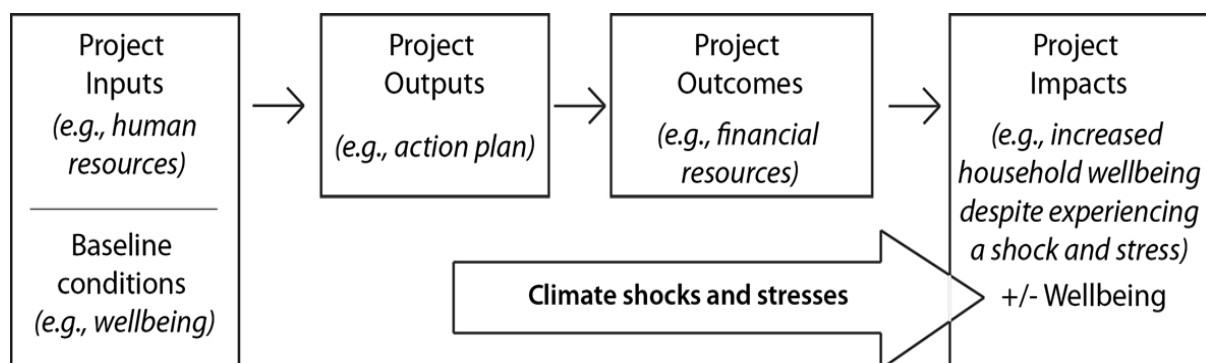 Project
Inputs
(e.g., human
resources)
Baseline
conditions
(e.g., wellbeing)
Project
Outputs
(e.g., action plan)
Project
Outcomes
(e.g., financial
resources)
Project
Impacts
(e.g., increased
household wellbeing
despite experiencing
a shock and stress)
+/- Wellbeing
Climate shocks and stresses